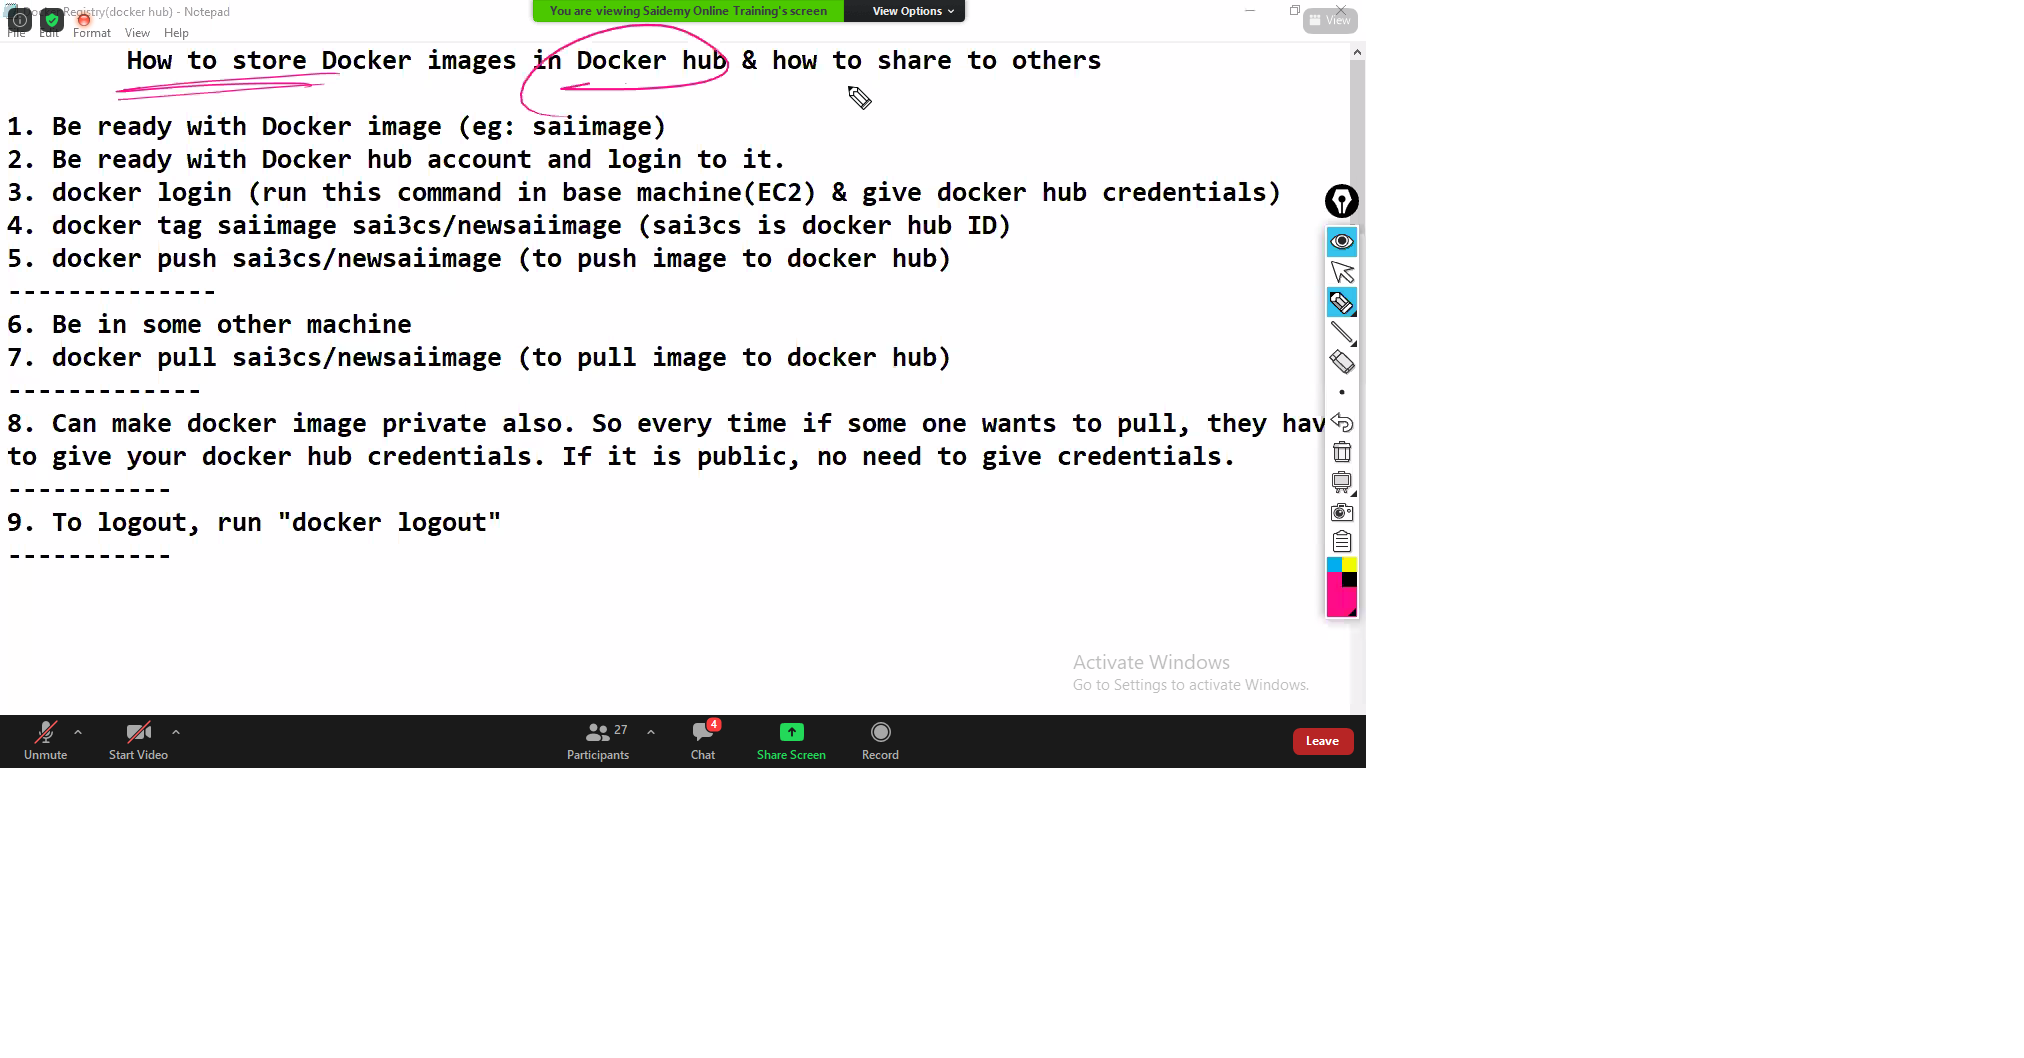 Registry(docker hub) - Notepad
You are viewing Saidemy Online Training's screen
View Options
View
File Edit Format View Help
How to store Docker images in Docker hub & how to share to others
1. Be ready with Docker image (eg: saiimage)
2. Be ready with Docker hub account and login to it.
3. docker login (run this command in base machine(EC2) & give docker hub credentials)
4. docker tag saiimage sai3cs/newsaiimage (sai3cs is docker hub ID)
5. docker push sai3cs/newsaiimage (to push image to docker hub)
--------------
6. Be in some other machine
7. docker pull sai3cs/newsaiimage (to pull image to docker hub)
-------------
8. Can make docker image private also. So every time if some one wants to pull, they hav
to give your docker hub credentials. If it is public, no need to give credentials.
-----------
9. To logout, run "docker logout"
-----------
Activate Windows
Go to Settings to activate Windows.
27
4
Unmute
Start Video
Participants
Chat
Share Screen
Record
Leave